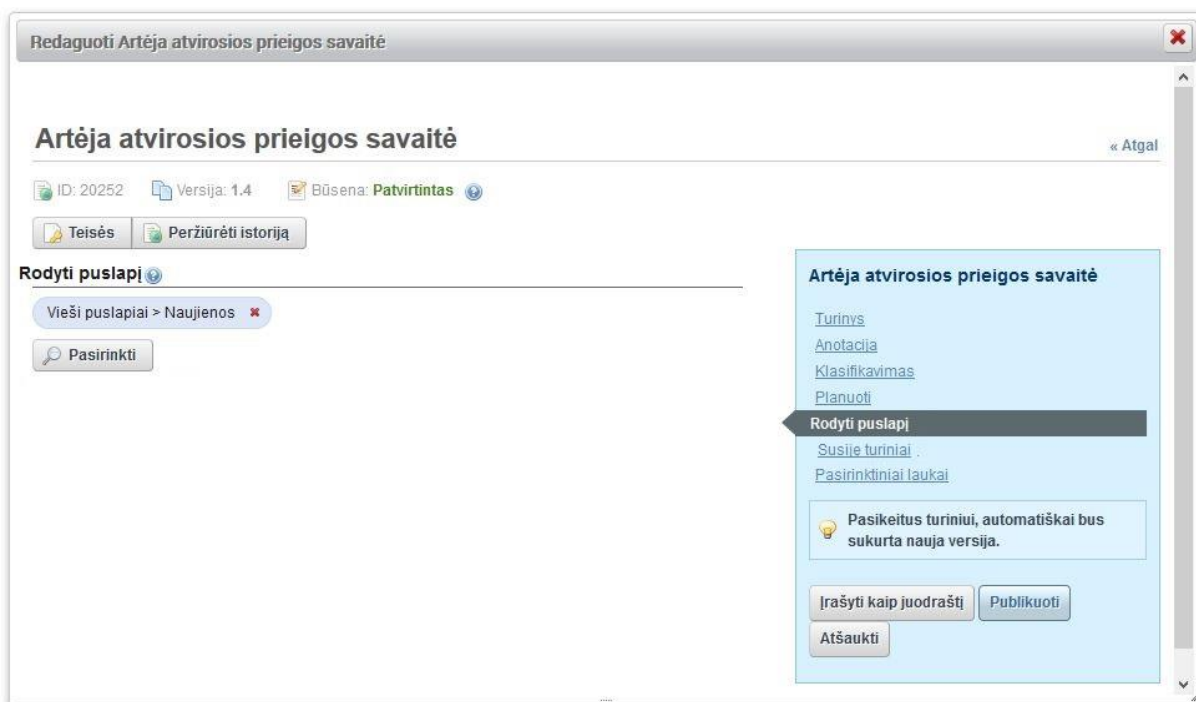 Redaguoti Artėja atvirosios prieigos savaitė
Artėja atvirosios prieigos savaitė
« Atgal
ID: 20252 Versija: 1.4 Būsena: Patvirtintas
Teisės Peržiūrėti istoriją
Rodyti puslapį
Vieši puslapiai > Naujienos
Pasirinkti
Artėja atvirosios prieigos savaitė
Turinys
Anotacija
Klasifikavimas
Planuoti
Rodyti puslapį
Susije turiniai .
Pasirinktiniai laukai
Pasikeitus turiniui, automatiškai bus
sukurta nauja versija.
Įrašyti kaip juodraštį Publikuoti
Atšaukti